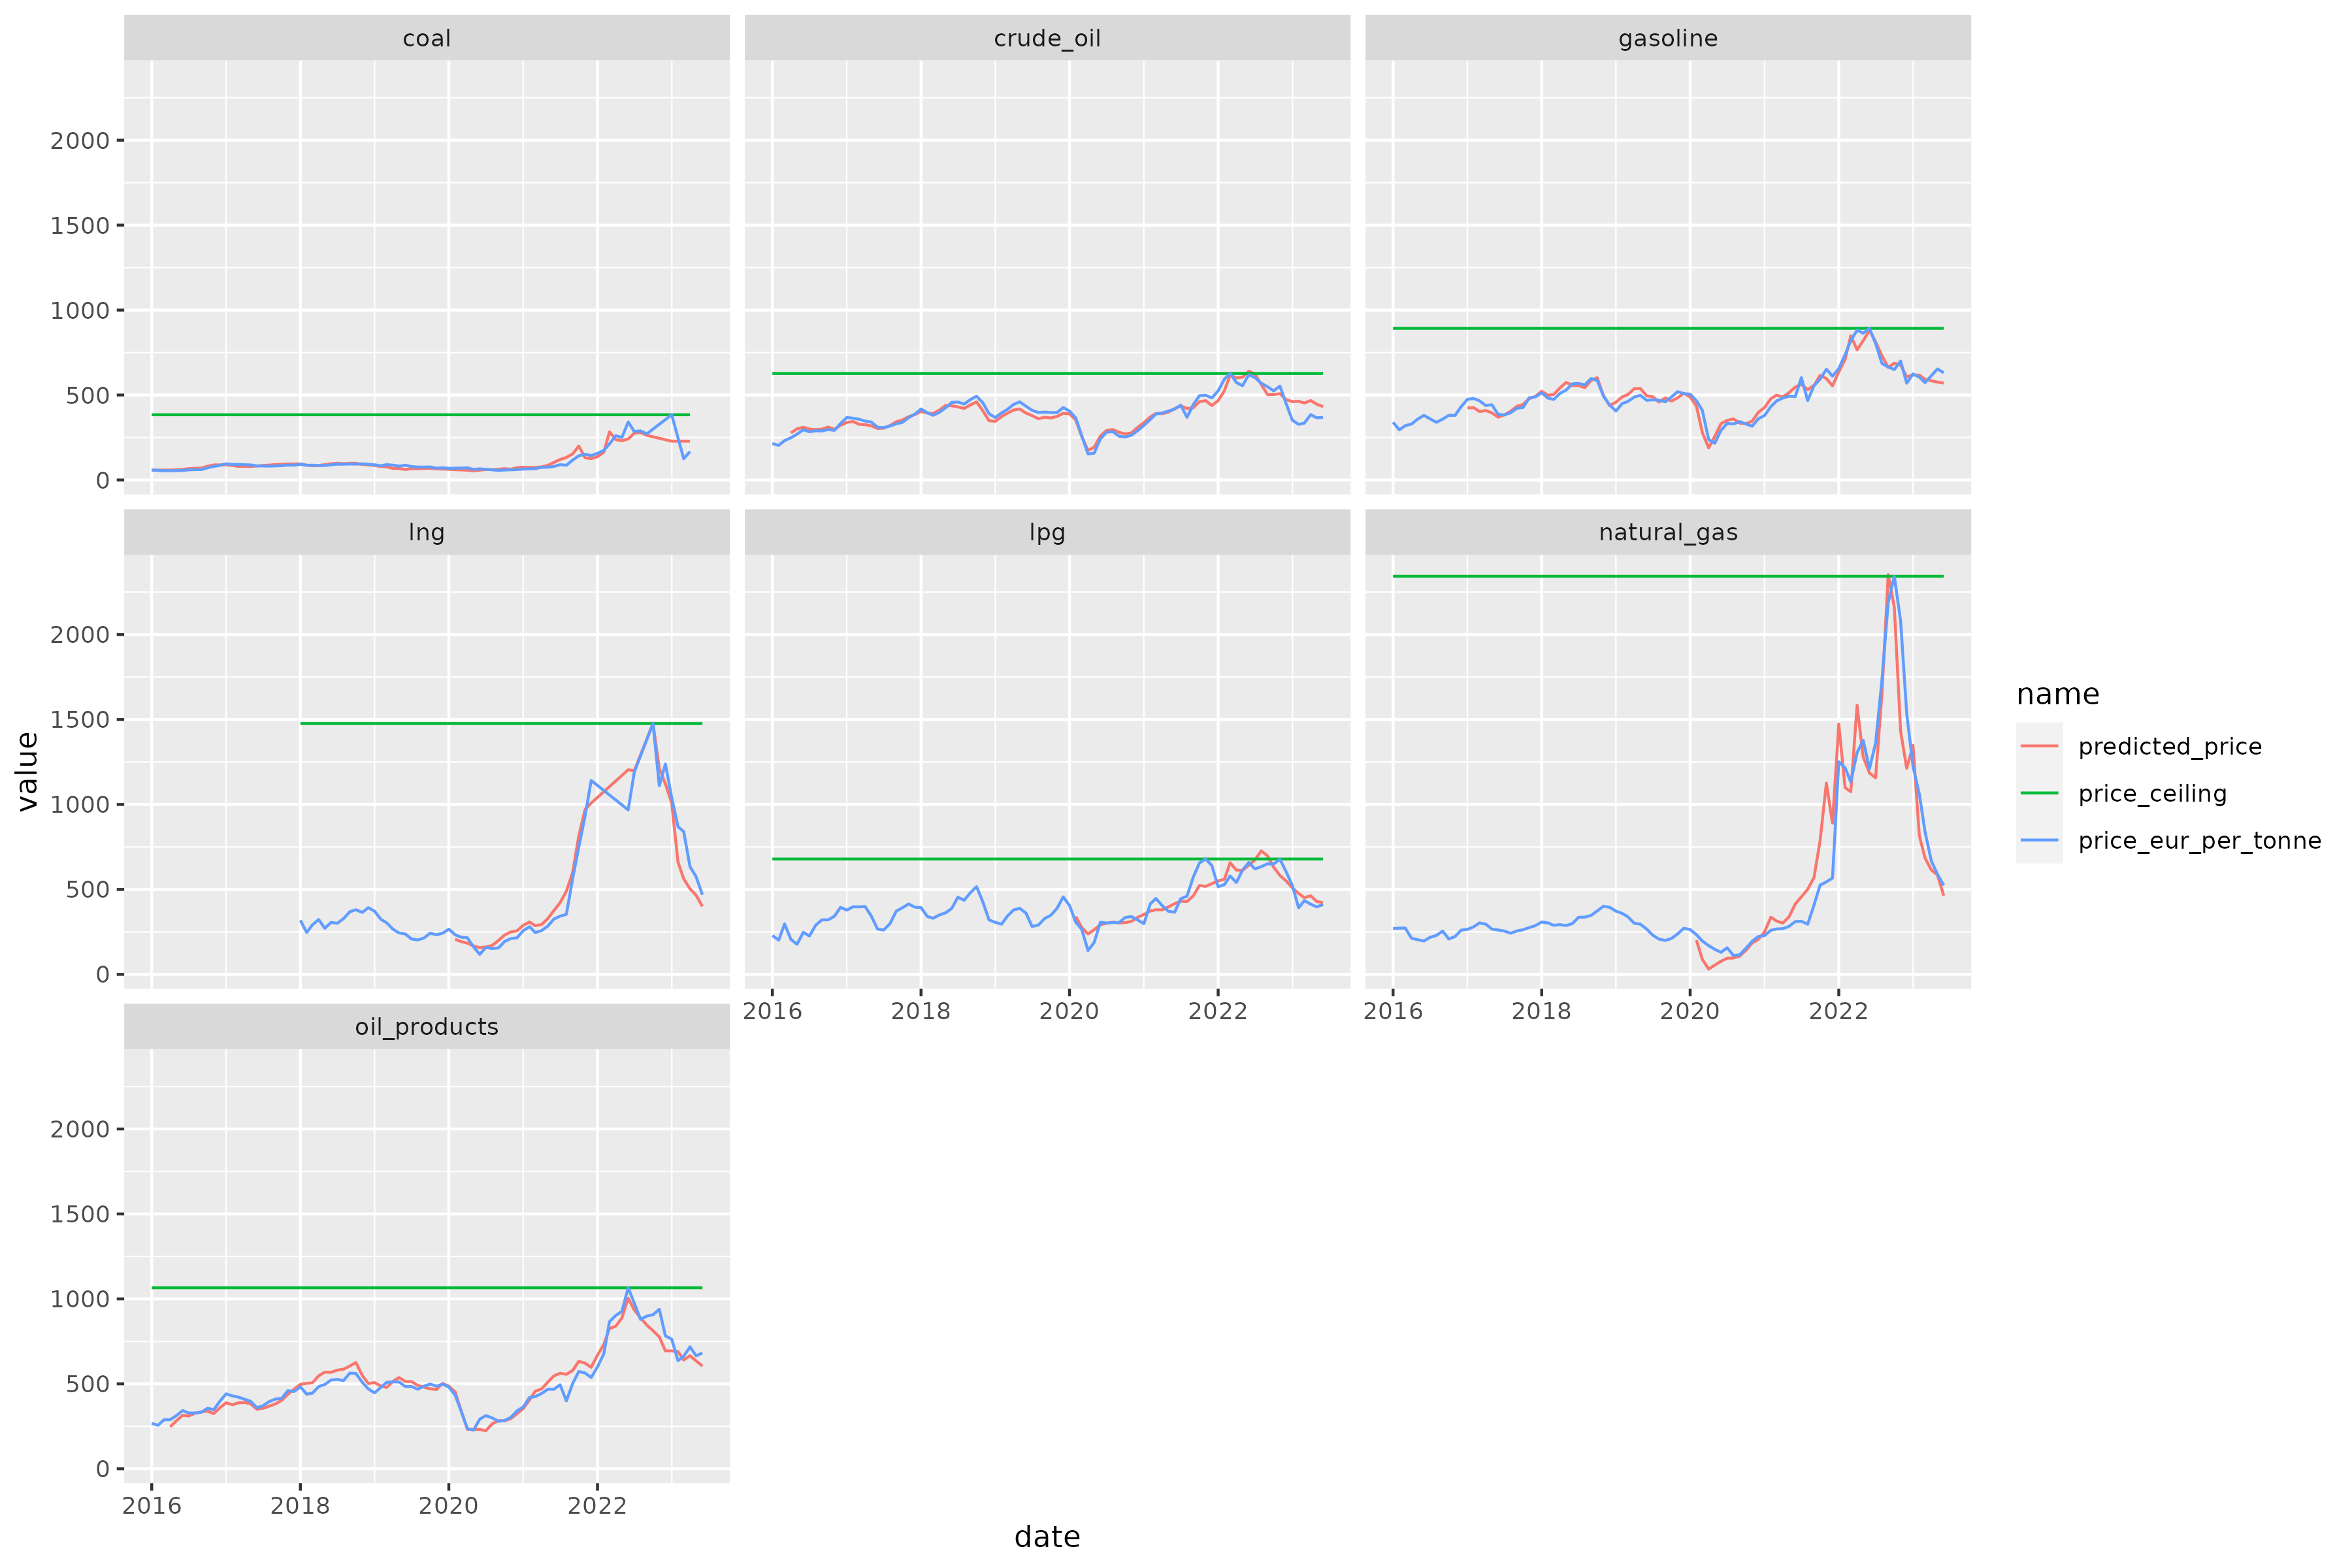 coal
crude_oil
gasoline
2000
1500
1000
500
0
lng
lpg
natural_gas
2000
1500
1000
500
0
2016 2018 2020 2022
2016 2018 2020 2022
oil_products
2000
1500
1000
500
0
2016 2018 2020 2022
date
value
name
predicted_price
price_ceiling
price_eur_per_tonne